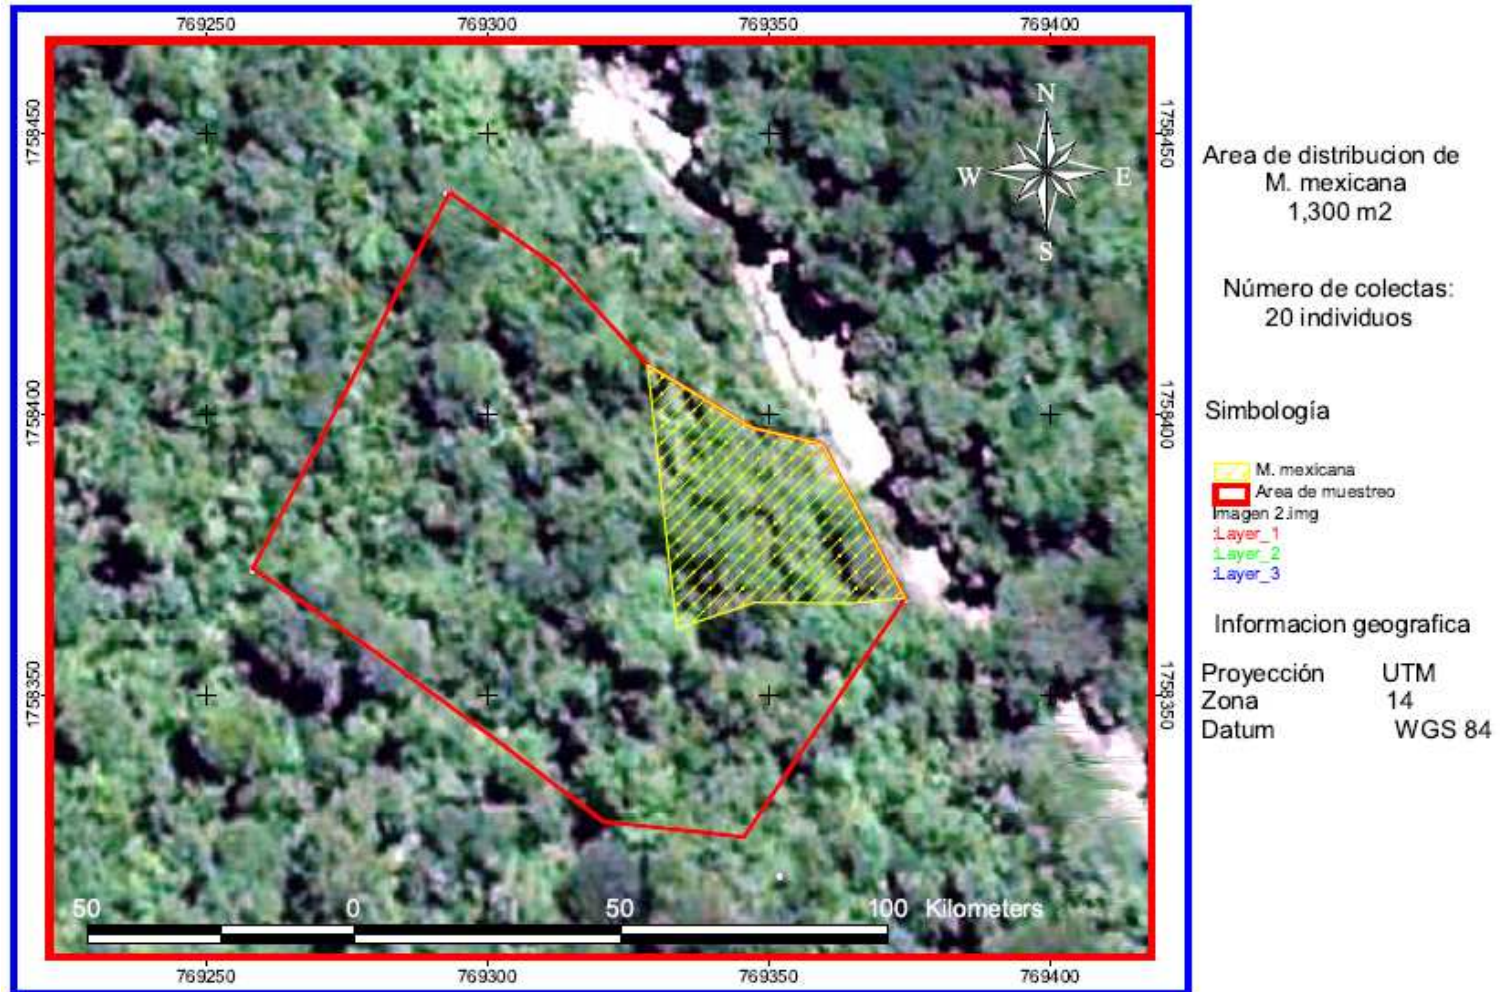 769250 769300 769350 769400
1758450
1758400
1758350
1758450
1758400
1758350
N
W E
S
50 0 50 100 Kilometers
769250 769300 769350 769400
Area de distribucion de
M. mexicana
1,300 m2
Número de colectas:
20 individuos
Simbología
M. mexicana
Area de muestreo
Imagen 2.img
:Layer_1
:Layer_2
:Layer_3
Informacion geografica
Proyección UTM
Zona 14
Datum WGS 84